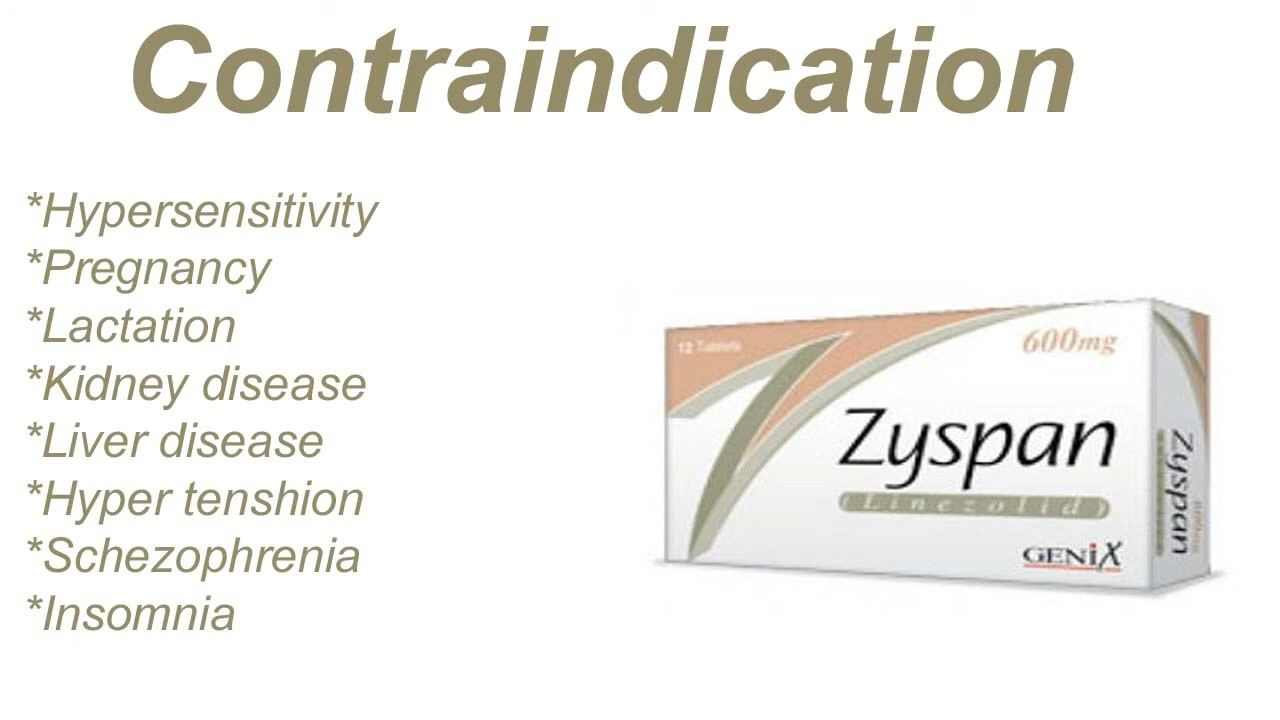 Contraindication
*Hypersensitivity
*Pregnancy
*Lactation
*Kidney disease
*Liver disease
*Hyper tenshion
*Schezophrenia
*Insomnia
12 Tablets
600mg
Zyspan
(Linezolid)
GENiX
Zyspan
600mg